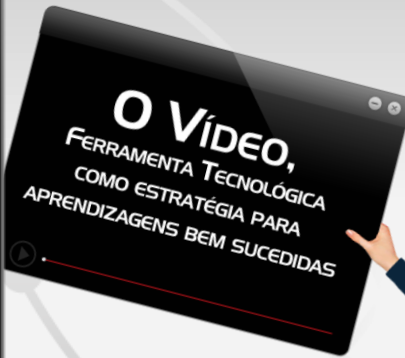 O VÍDEO,
FERRAMENTA TECNOLÓGICA
COMO ESTRATÉGIA PARA
APRENDIZAGENS BEM SUCEDIDAS